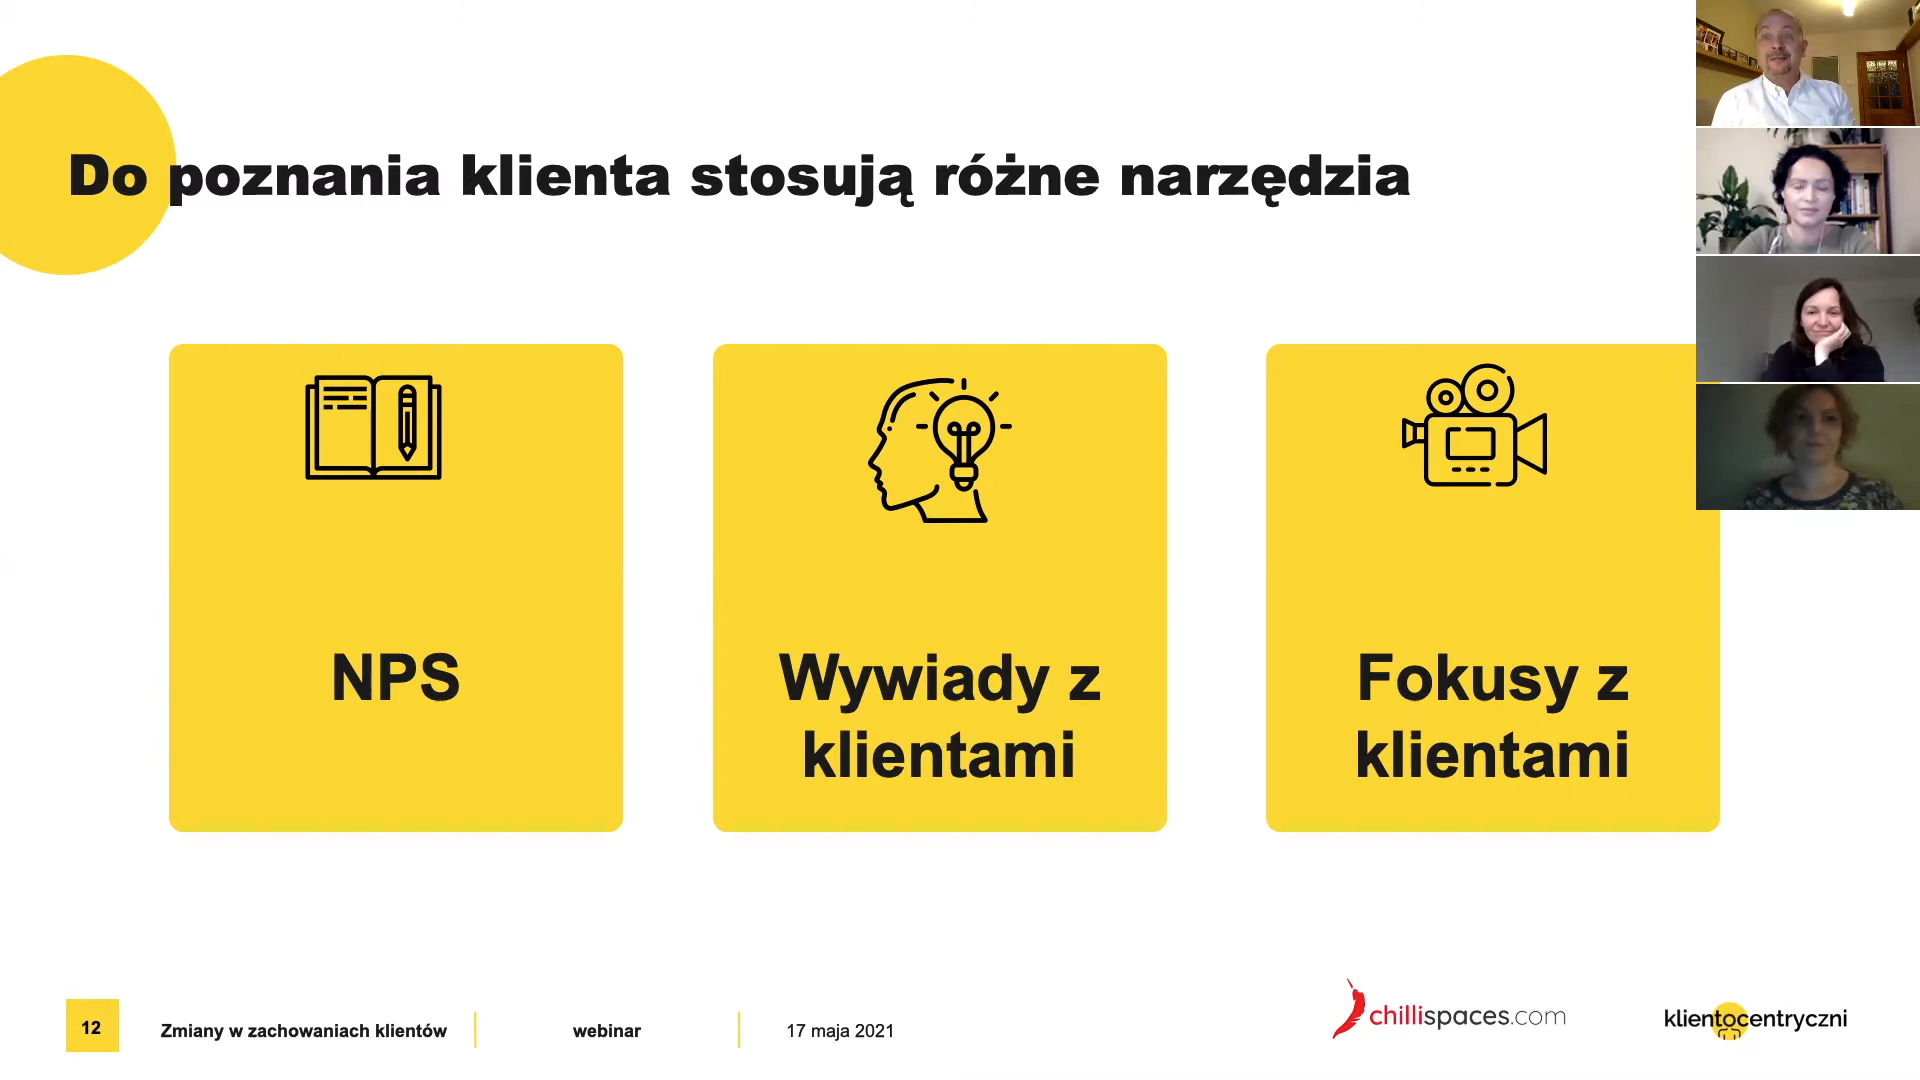 Do poznania klienta stosują różne narzędzia
NPS
Wywiady z
klientami
Fokusy z
klientami
12
Zmiany w zachowaniach klientów
webinar
17 maja 2021
chillispaces.com
klientocentryczni